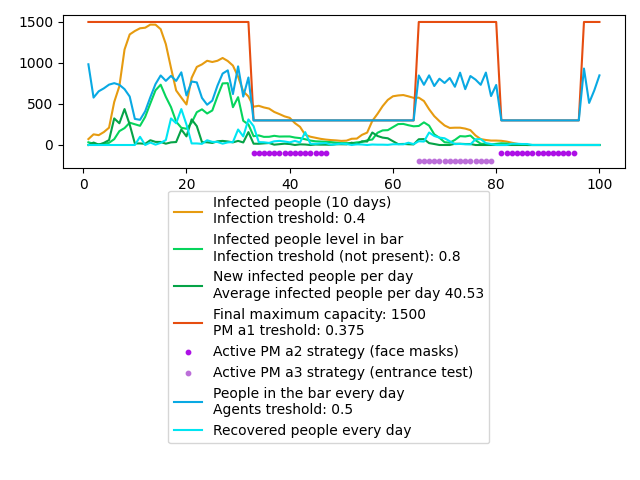 1500
1000
500
0
0
20
40
60
80
100
Infected people (10 days)
Infection treshold: 0.4
Infected people level in bar
Infection treshold (not present): 0.8
New infected people per day
Average infected people per day 40.53
Final maximum capacity: 1500
PM a1 treshold: 0.375
Active PM a2 strategy (face masks)
Active PM a3 strategy (entrance test)
People in the bar every day
Agents treshold: 0.5
Recovered people every day